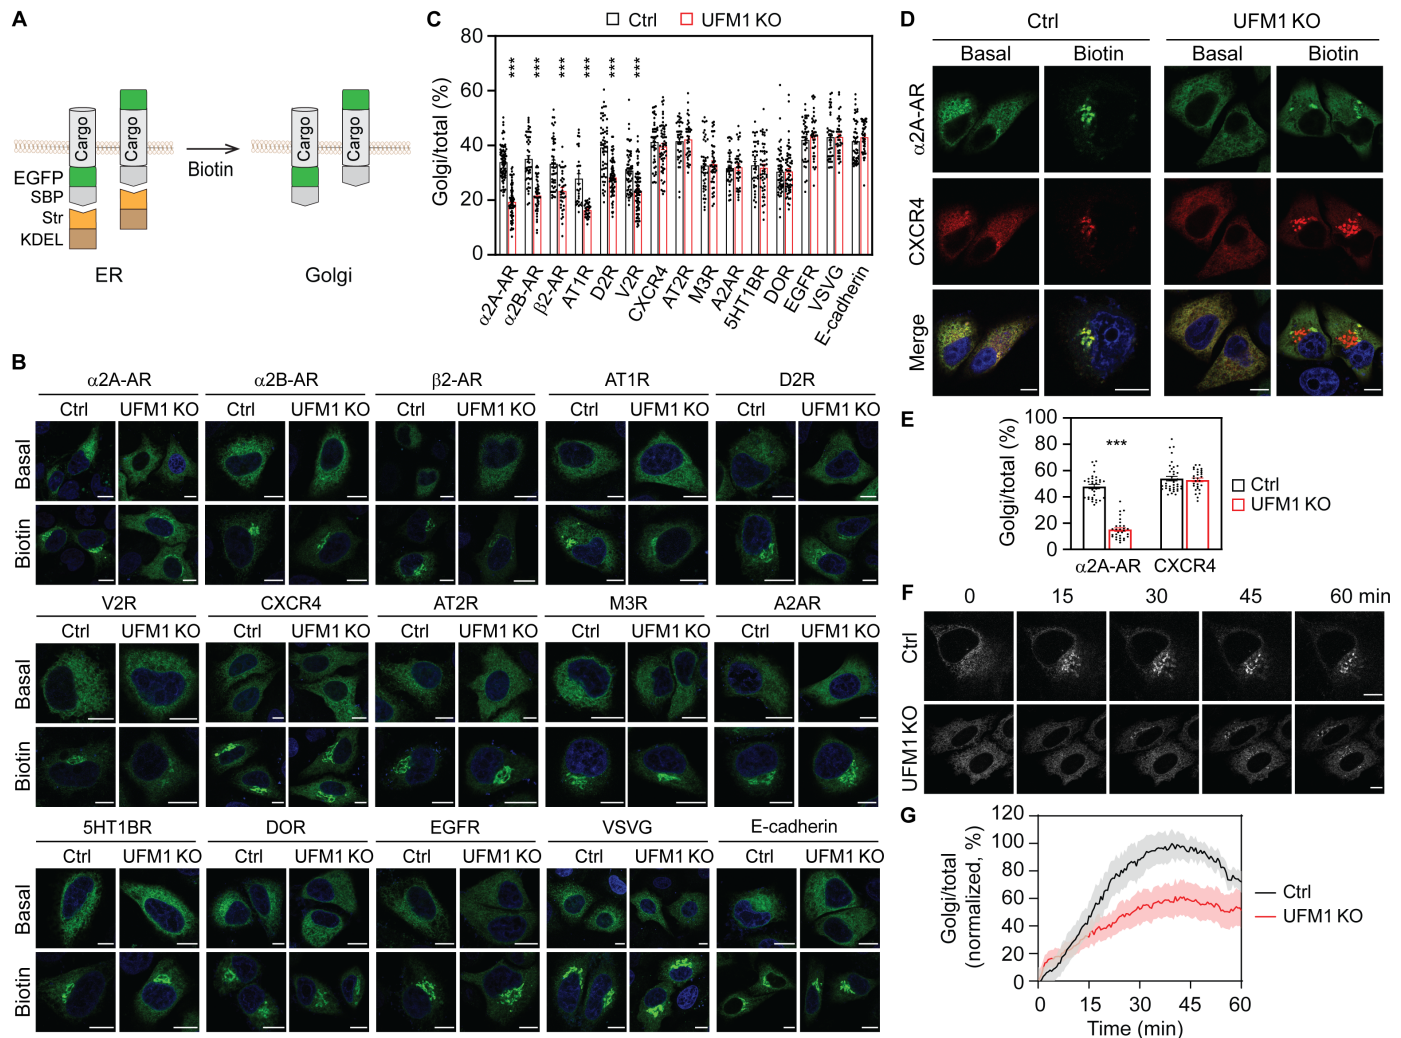 A
Cargo
Cargo
EGFP
SBP
Str
KDEL
ER
Biotin
Cargo
Cargo
Golgi
C
Ctrl
UFM1 KO
Golgi/total (%)
80
60
40
20
0
*** *** *** *** *** ***
α2A-AR
α2B-AR
β2-AR
AT1R
D2R
V2R
CXCR4
AT2R
M3R
A2AR
5HT1BR
DOR
EGFR
VSVG
E-cadherin
D
Ctrl UFM1 KO
Basal Biotin Basal Biotin
α2A-AR
CXCR4
Merge
B
α2A-AR α2B-AR β2-AR AT1R D2R
Ctrl UFM1 KO Ctrl UFM1 KO Ctrl UFM1 KO Ctrl UFM1 KO Ctrl UFM1 KO
Basal
Biotin
V2R CXCR4 AT2R M3R A2AR
Ctrl UFM1 KO Ctrl UFM1 KO Ctrl UFM1 KO Ctrl UFM1 KO Ctrl UFM1 KO
Basal
Biotin
5HT1BR DOR EGFR VSVG E-cadherin
Ctrl UFM1 KO Ctrl UFM1 KO Ctrl UFM1 KO Ctrl UFM1 KO Ctrl UFM1 KO
Basal
Biotin
E
Golgi/total (%)
100
80
60
40
20
0
***
α2A-AR CXCR4
Ctrl
UFM1 KO
F
0 15 30 45 60 min
Ctrl
UFM1 KO
G
Golgi/total
(normalized, %)
120
100
80
60
40
20
0
0 15 30 45 60
Time (min)
Ctrl
UFM1 KO